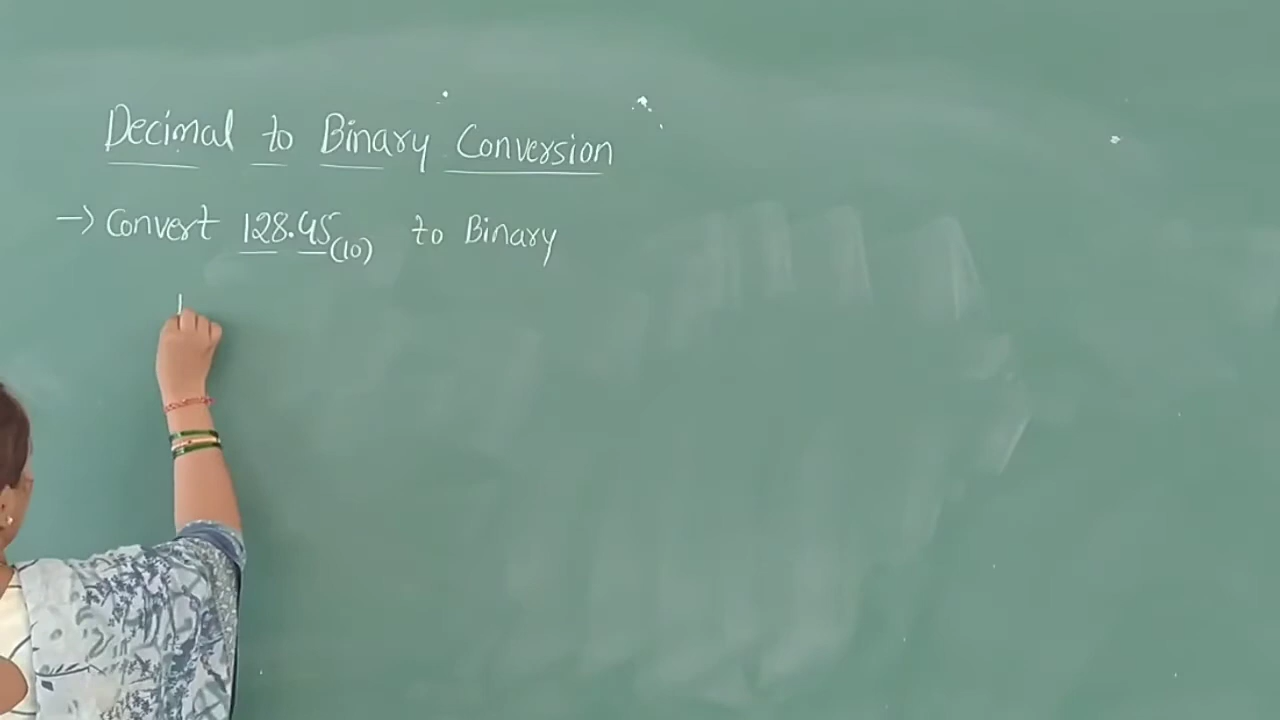 Decimal to Binary Conversion
→ Convert 128.45(10) to Binary